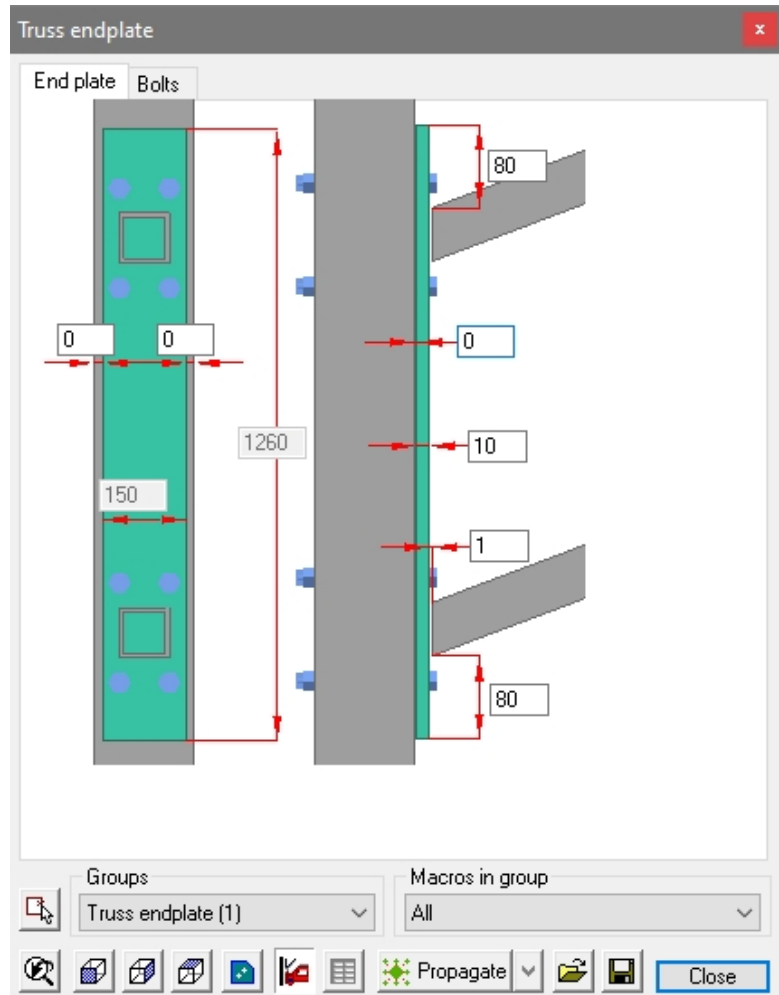 Truss endplate
x
End plate Bolts
80
0 0 0
1260 10
150
1
80
Groups Macros in group
Truss endplate (1) All
Propagate Close